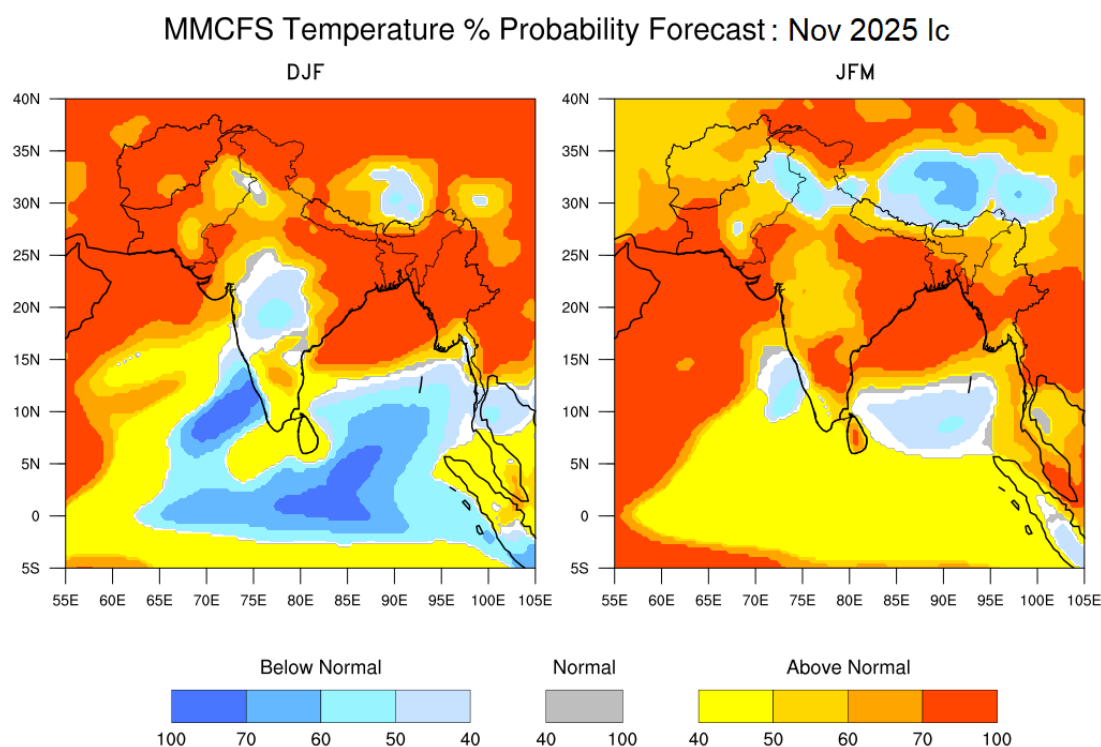 MMCFS Temperature % Probability Forecast : Nov 2025 Ic
DJF
JFM
40N
35N
30N
25N
20N
15N
10N
5N
0
5S
55E 60E 65E 70E 75E 80E 85E 90E 95E 100E 105E
40N
35N
30N
25N
20N
15N
10N
5N
0
5S
55E 60E 65E 70E 75E 80E 85E 90E 95E 100E 105E
Below Normal
100 70 60 50 40
Normal
40 100
Above Normal
40 50 60 70 100